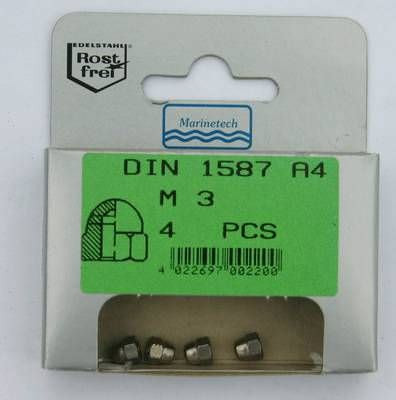 EDELSTAHL
Rost
frei
Marinetech
DIN 1587 A4
M 3
4 PCS
4 022697 002200